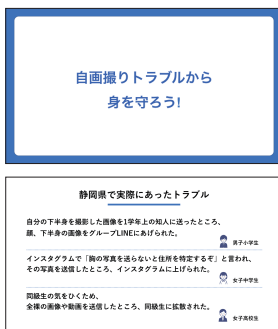 自画撮りトラブルから
身を守ろう!
静岡県で実際にあったトラブル
自分の下半身を撮影した画像を1学年上の知人に送ったところ、
顔、下半身の画像をグループLINEにあげられた。
男子小学生
インスタグラムで「胸の写真を送らないと住所を特定するぞ」と言われ、
その写真を送信したところ、インスタグラムに上げられた。
女子中学生
同級生の気をひくため、
全裸の画像や動画を送信したところ、同級生に拡散された。
女子高校生